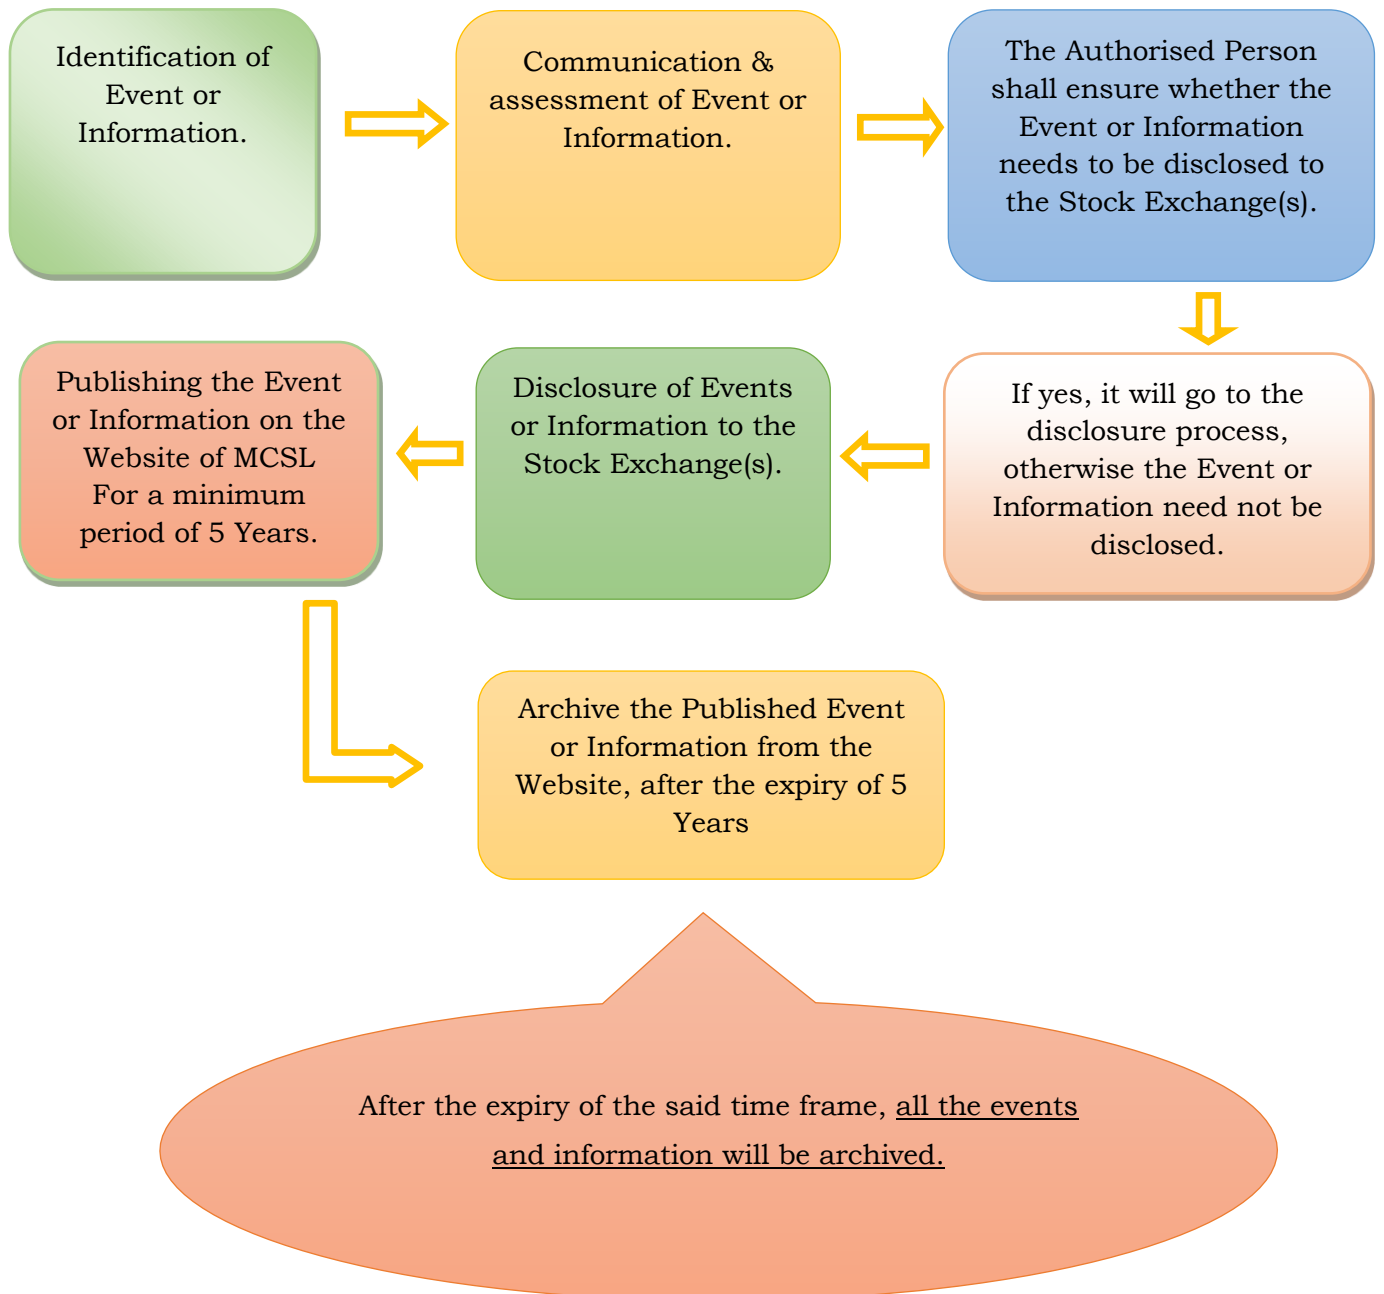 Identification of
Event or
Information.
Communication &
assessment of Event or
Information.
The Authorised Person
shall ensure whether the
Event or Information
needs to be disclosed to
the Stock Exchange(s).
If yes, it will go to the
disclosure process,
otherwise the Event or
Information need not be
disclosed.
Disclosure of Events
or Information to the
Stock Exchange(s).
Publishing the Event
or Information on the
Website of MCSL
For a minimum
period of 5 Years.
Archive the Published Event
or Information from the
Website, after the expiry of 5
Years
After the expiry of the said time frame, all the events
and information will be archived.